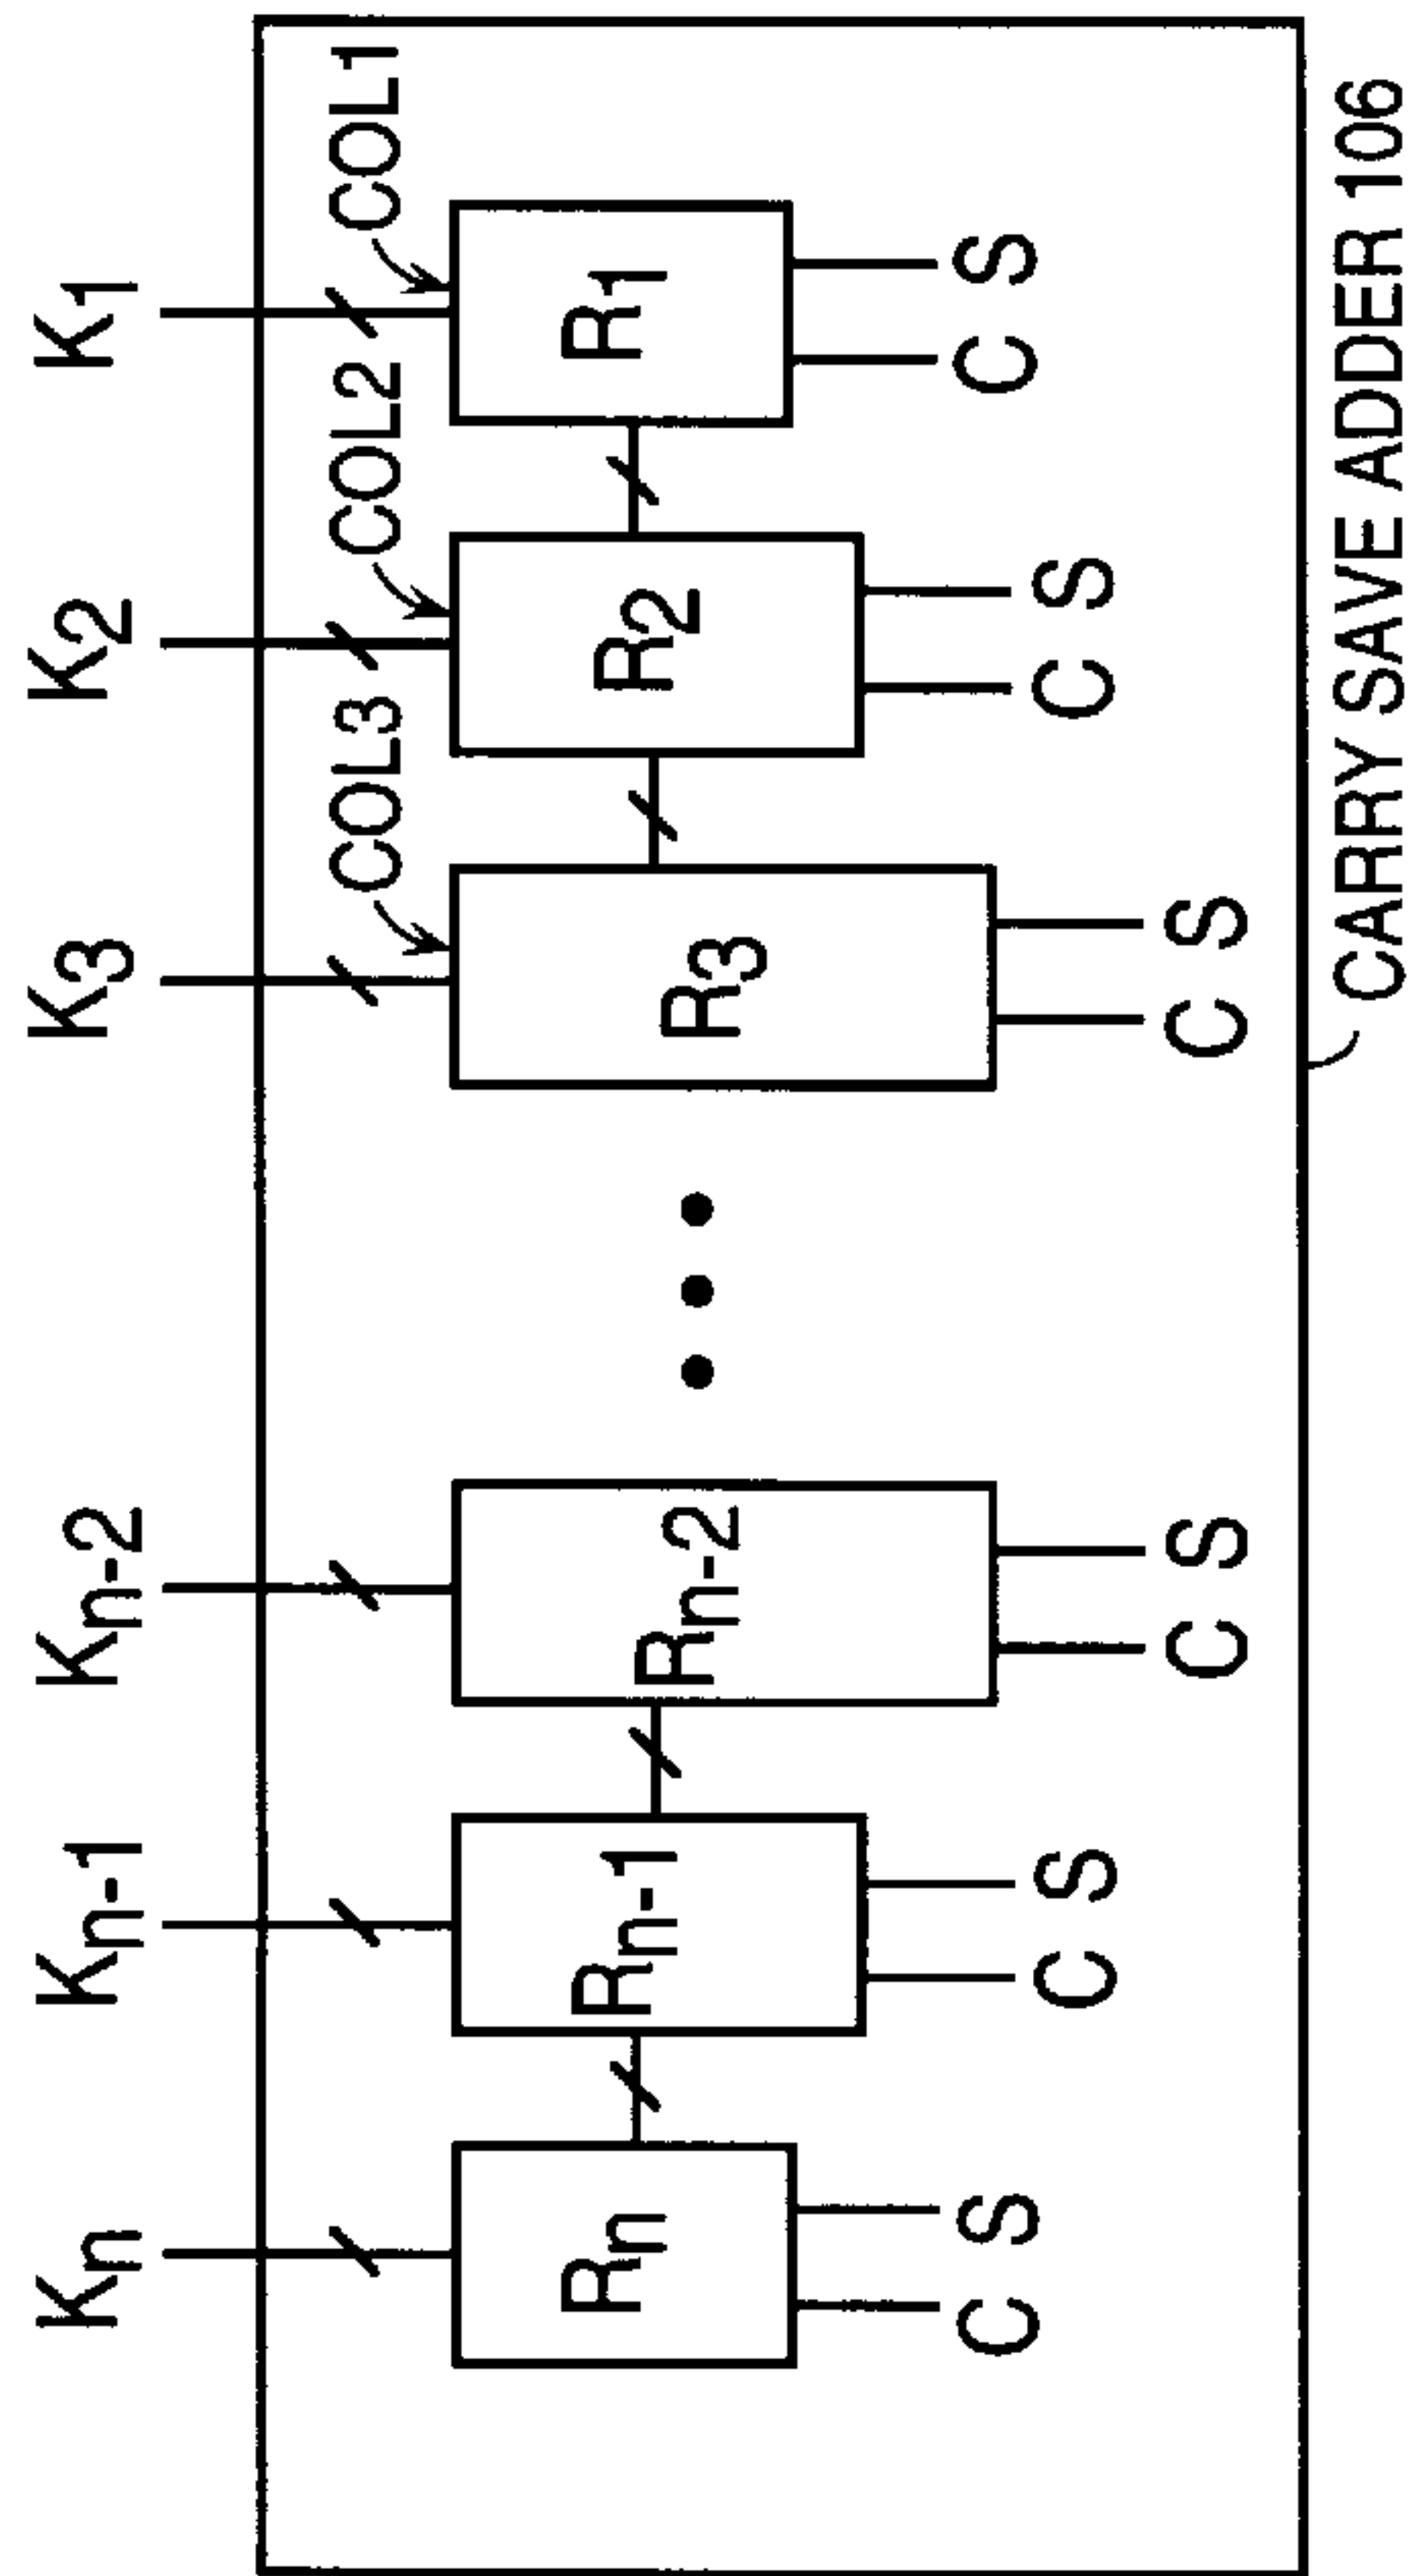 Kn Kn-1 Kn-2 K3 K2 K1
COL3 COL2 COL1
Rn Rn-1 Rn-2 R3 R2 R1
C S C S C S C S C S C S
CARRY SAVE ADDER 106